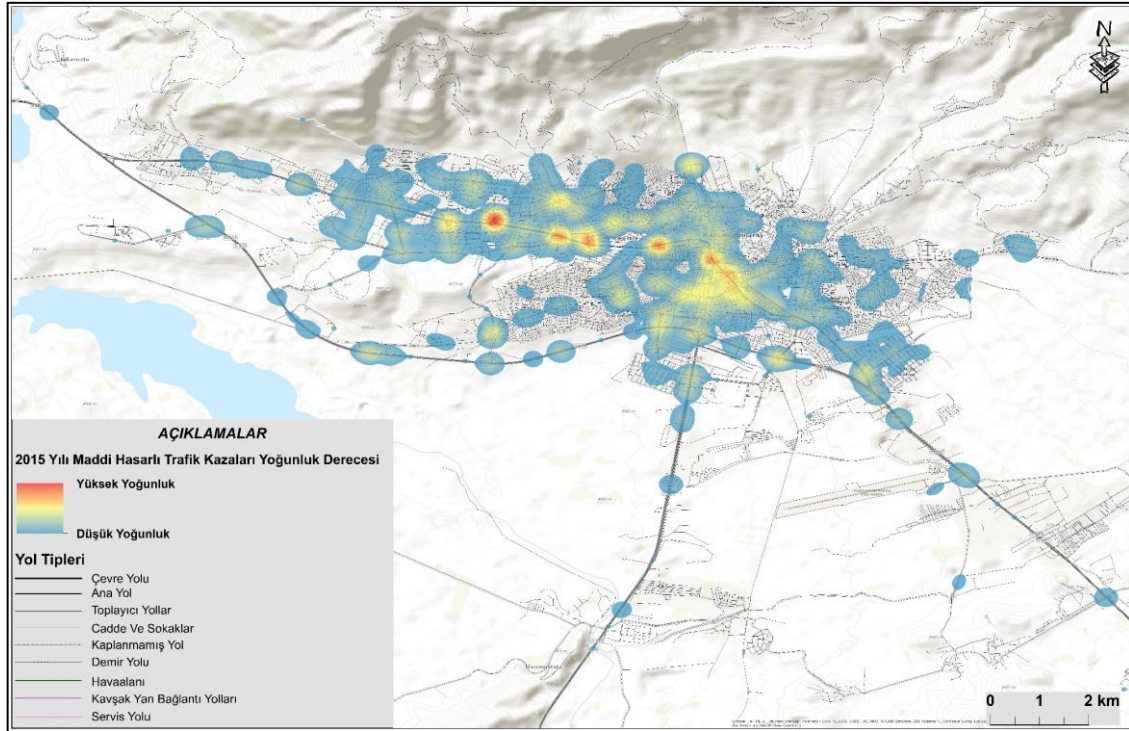 N
AÇIKLAMALAR
2015 Yılı Maddi Hasarlı Trafik Kazaları Yoğunluk Derecesi
Yüksek Yoğunluk
Düşük Yoğunluk
Yol Tipleri
Çevre Yolu
Ana Yol
Toplayıcı Yollar
Cadde Ve Sokaklar
Kaplanmamış Yol
Demir Yolu
Havaalanı
Kavşak Yan Bağlantı Yolları
Servis Yolu
0 1 2 km